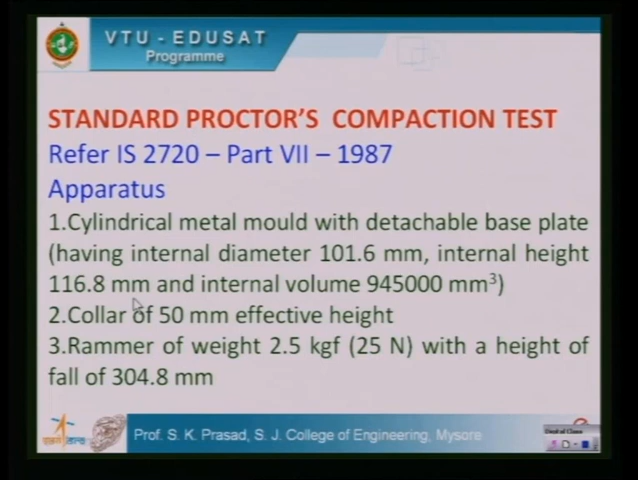 VTU - EDUSAT
Programme
STANDARD PROCTOR'S COMPACTION TEST
Refer IS 2720 – Part VII – 1987
Apparatus
1.Cylindrical metal mould with detachable base plate
(having internal diameter 101.6 mm, internal height
116.8 mm and internal volume 945000 mm³)
2.Collar of 50 mm effective height
3.Rammer of weight 2.5 kgf (25 N) with a height of
fall of 304.8 mm
Prof. S. K. Prasad, S. J. College of Engineering, Mysore